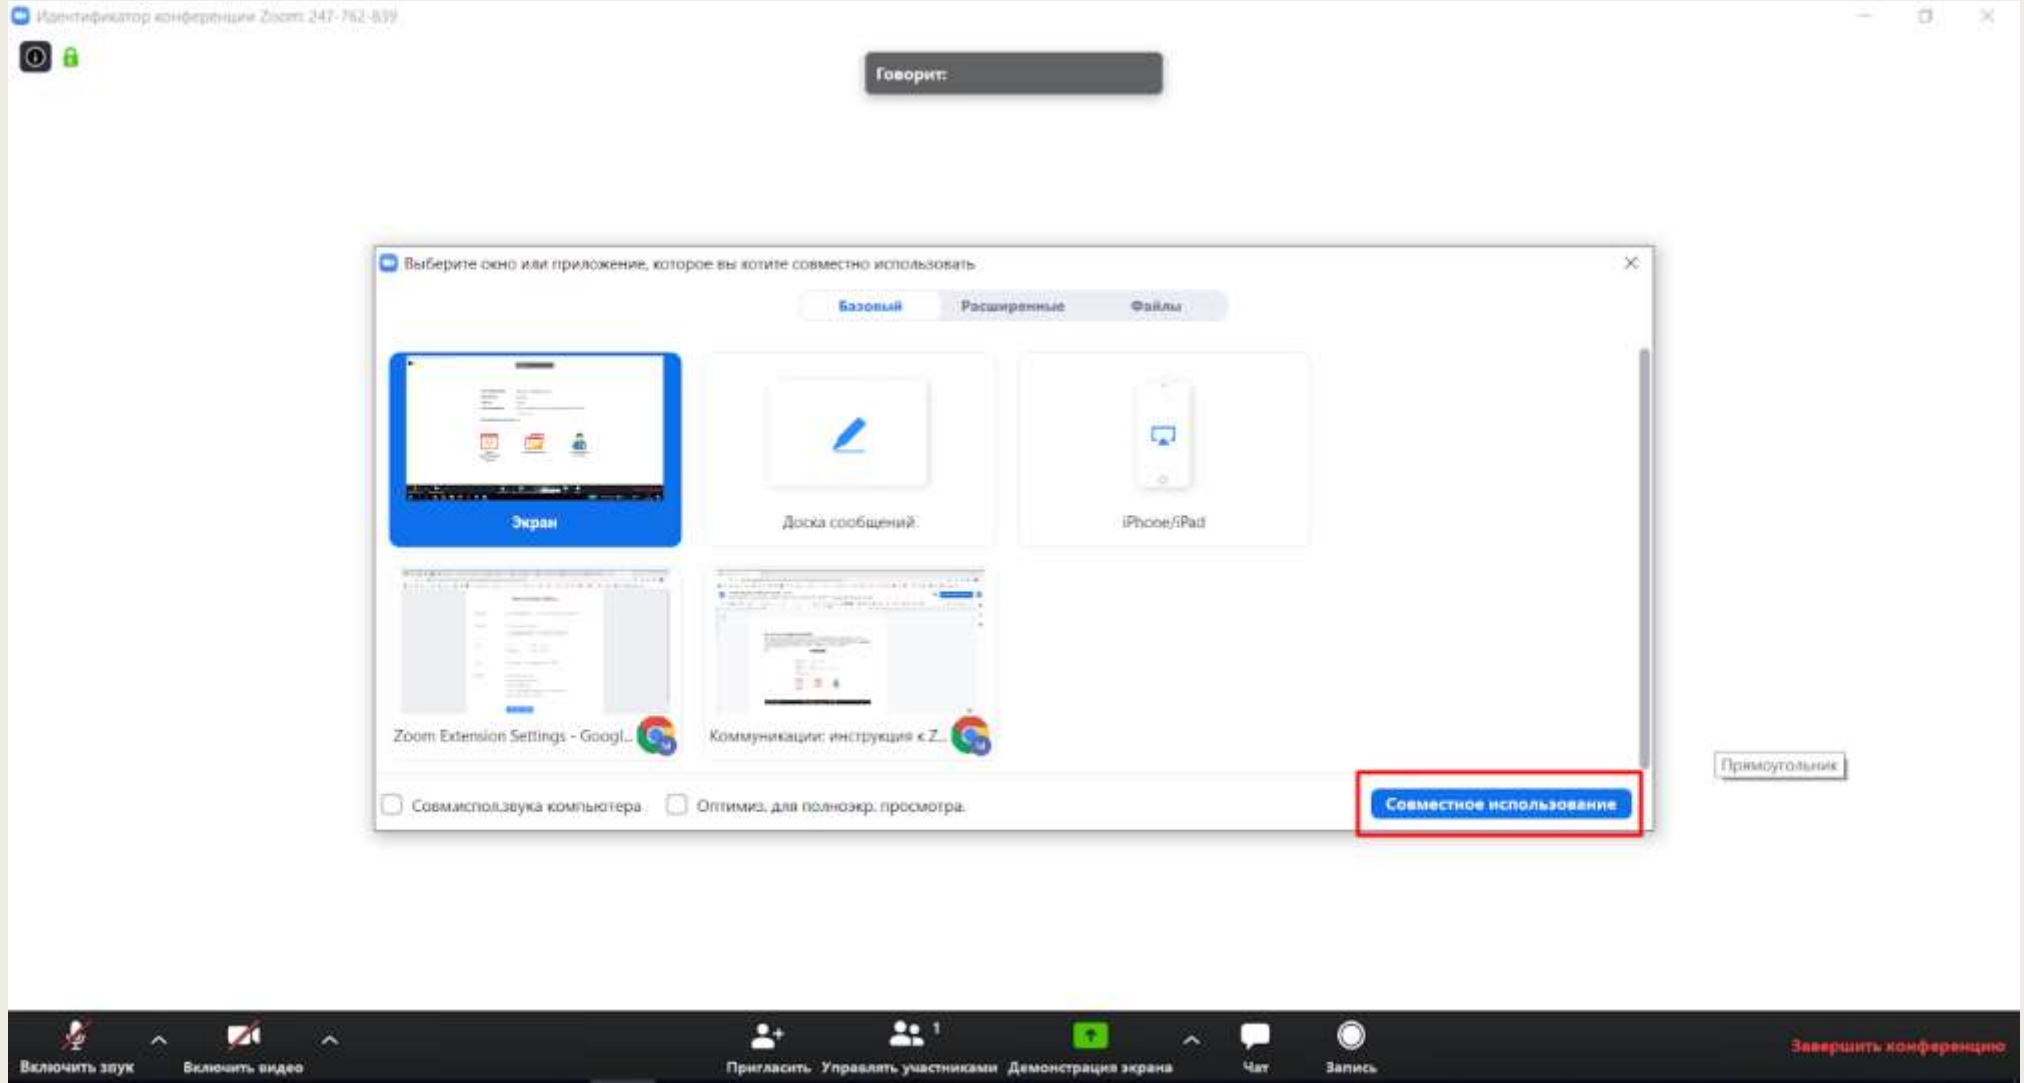 Идентификатор конференции Zoom: 247-762-839
Говорит:
Выберите окно или приложение, которое вы хотите совместно использовать
Базовый Расширенные Файлы
Экран
Доска сообщений
iPhone/iPad
Zoom Extension Settings - Googl...
Коммуникации: инструкция к Z...
Прямоугольник
Совм.испол.звука компьютера
Оптимиз. для полноэкр. просмотра.
Совместное использование
1
Включить звук
Включить видео
Пригласить
Управлять участниками
Демонстрация экрана
Чат
Запись
Завершить конференцию